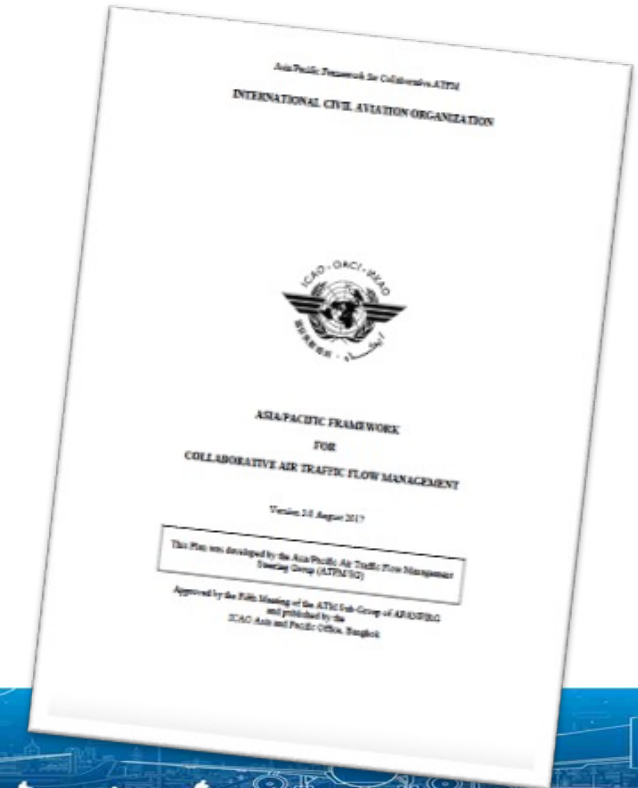 Asia/Pacific Framework for Collaborative ATFM
INTERNATIONAL CIVIL AVIATION ORGANIZATION
ICAO · OACI · ИКАО
ASIA/PACIFIC FRAMEWORK
FOR
COLLABORATIVE AIR TRAFFIC FLOW MANAGEMENT
August 2017
This Plan was developed by the Asia/Pacific Air Traffic Flow Management
Steering Group (ATFM/SG)
Approved by the Fifth Meeting of the ATM Sub-Group of APANPIRG
and published by the
ICAO Asia and Pacific Office, Bangkok